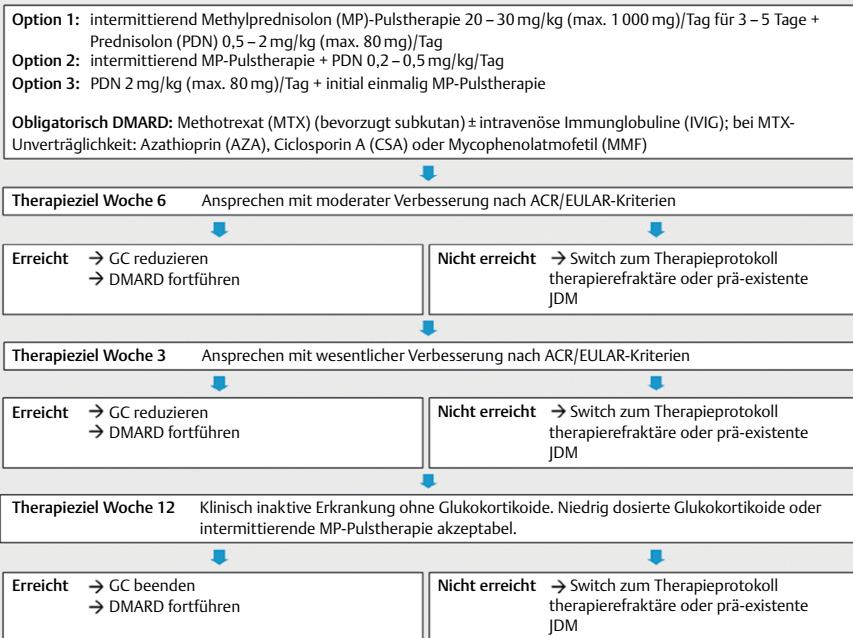 Option 1: intermittierend Methylprednisolon (MP)-Pulstherapie 20 – 30 mg/kg (max. 1 000 mg)/Tag für 3 – 5 Tage +
Prednisolon (PDN) 0,5 – 2 mg/kg (max. 80 mg)/Tag
Option 2: intermittierend MP-Pulstherapie + PDN 0,2 – 0,5 mg/kg/Tag
Option 3: PDN 2 mg/kg (max. 80 mg)/Tag + initial einmalig MP-Pulstherapie
Obligatorisch DMARD: Methotrexat (MTX) (bevorzugt subkutan) ± intravenöse Immunglobuline (IVIG); bei MTX-
Unverträglichkeit: Azathioprin (AZA), Ciclosporin A (CSA) oder Mycophenolatmofetil (MMF)
Therapieziel Woche 6 Ansprechen mit moderater Verbesserung nach ACR/EULAR-Kriterien
Erreicht → GC reduzieren
→ DMARD fortführen
Nicht erreicht → Switch zum Therapieprotokoll
therapierefraktäre oder prä-existente
JDM
Therapieziel Woche 3 Ansprechen mit wesentlicher Verbesserung nach ACR/EULAR-Kriterien
Erreicht → GC reduzieren
→ DMARD fortführen
Nicht erreicht → Switch zum Therapieprotokoll
therapierefraktäre oder prä-existente
JDM
Therapieziel Woche 12 Klinisch inaktive Erkrankung ohne Glukokortikoide. Niedrig dosierte Glukokortikoide oder
intermittierende MP-Pulstherapie akzeptabel.
Erreicht → GC beenden
→ DMARD fortführen
Nicht erreicht → Switch zum Therapieprotokoll
therapierefraktäre oder prä-existente
JDM